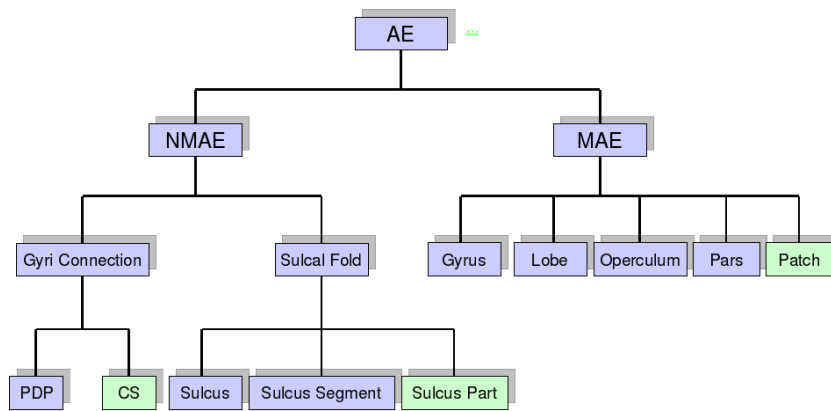 AE ...
NMAE MAE
Gyri Connection Sulcal Fold Gyrus Lobe Operculum Pars Patch
PDP CS Sulcus Sulcus Segment Sulcus Part